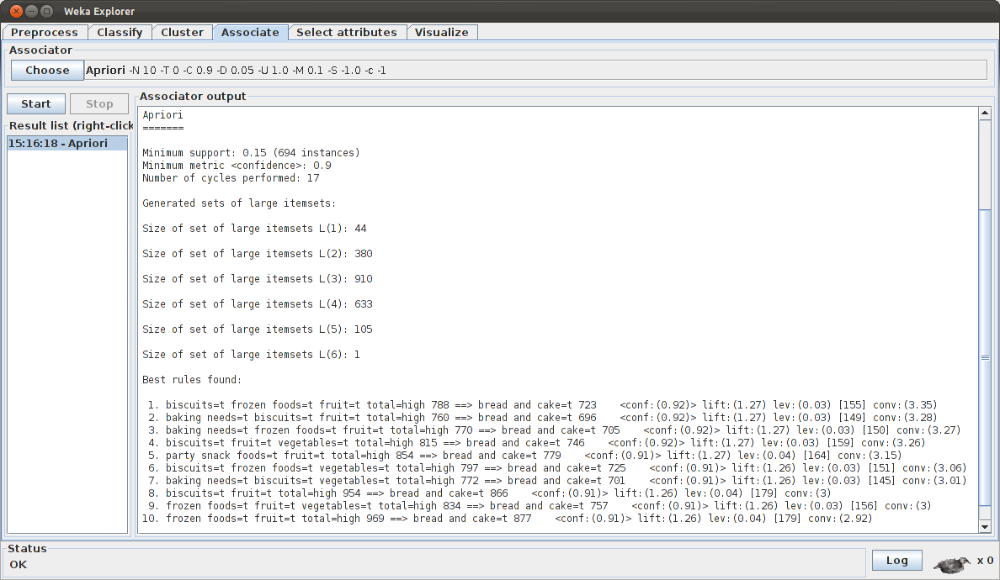 Weka Explorer
Preprocess Classify Cluster Associate Select attributes Visualize
Associator
Choose Apriori -N 10 -T 0 -C 0.9 -D 0.05 -U 1.0 -M 0.1 -S -1.0 -c -1
Start Stop
Result list (right-click
15:16:18 - Apriori
Associator output
Apriori
=======
Minimum support: 0.15 (694 instances)
Minimum metric <confidence>: 0.9
Number of cycles performed: 17
Generated sets of large itemsets:
Size of set of large itemsets L(1): 44
Size of set of large itemsets L(2): 380
Size of set of large itemsets L(3): 910
Size of set of large itemsets L(4): 633
Size of set of large itemsets L(5): 105
Size of set of large itemsets L(6): 1
Best rules found:
1. biscuits=t frozen foods=t fruit=t total=high 788 ==> bread and cake=t 723 <conf:(0.92)> lift:(1.27) lev:(0.03) [155] conv:(3.35)
2. baking needs=t biscuits=t fruit=t total=high 760 ==> bread and cake=t 696 <conf:(0.92)> lift:(1.27) lev:(0.03) [149] conv:(3.28)
3. baking needs=t frozen foods=t fruit=t total=high 770 ==> bread and cake=t 705 <conf:(0.92)> lift:(1.27) lev:(0.03) [150] conv:(3.27)
4. biscuits=t fruit=t vegetables=t total=high 815 ==> bread and cake=t 746 <conf:(0.92)> lift:(1.27) lev:(0.03) [159] conv:(3.26)
5. party snack foods=t fruit=t total=high 854 ==> bread and cake=t 779 <conf:(0.91)> lift:(1.27) lev:(0.04) [164] conv:(3.15)
6. biscuits=t frozen foods=t vegetables=t total=high 797 ==> bread and cake=t 725 <conf:(0.91)> lift:(1.26) lev:(0.03) [151] conv:(3.06)
7. baking needs=t biscuits=t vegetables=t total=high 772 ==> bread and cake=t 701 <conf:(0.91)> lift:(1.26) lev:(0.03) [145] conv:(3.01)
8. biscuits=t fruit=t total=high 954 ==> bread and cake=t 866 <conf:(0.91)> lift:(1.26) lev:(0.04) [179] conv:(3)
9. frozen foods=t fruit=t vegetables=t total=high 834 ==> bread and cake=t 757 <conf:(0.91)> lift:(1.26) lev:(0.03) [156] conv:(3)
10. frozen foods=t fruit=t total=high 969 ==> bread and cake=t 877 <conf:(0.91)> lift:(1.26) lev:(0.04) [179] conv:(2.92)
Status
OK
Log x 0